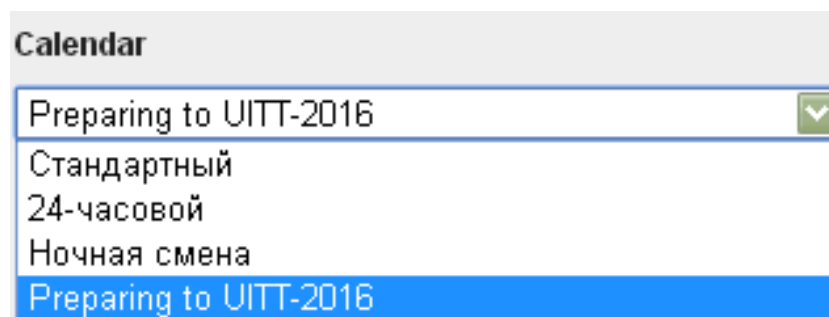 Calendar
Preparing to UITT-2016
Стандартный
24-часовой
Ночная смена
Preparing to UITT-2016